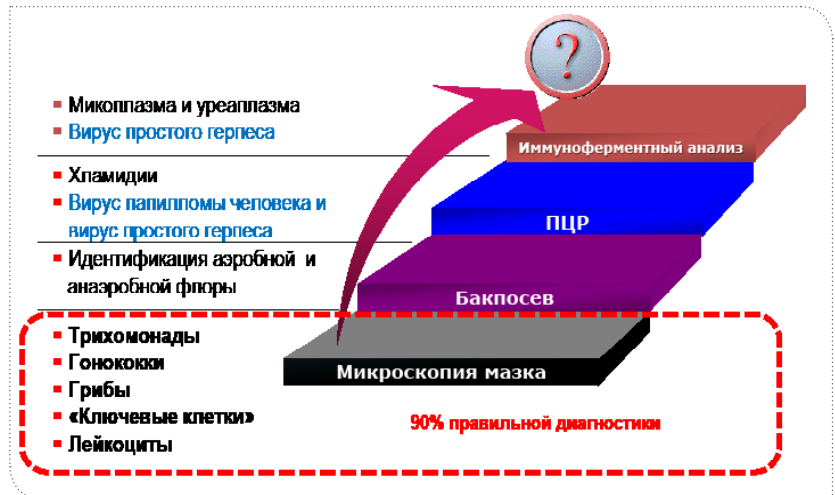 ?
Микоплазма и уреаплазма
Вирус простого герпеса
Иммуноферментный анализ
Хламидии
Вирус папилломы человека и
вирус простого герпеса
ПЦР
Идентификация аэробной и
анаэробной флоры
Бакпосев
Трихомонады
Гонококки
Грибы
«Ключевые клетки»
Лейкоциты
Микроскопия мазка
90% правильной диагностики